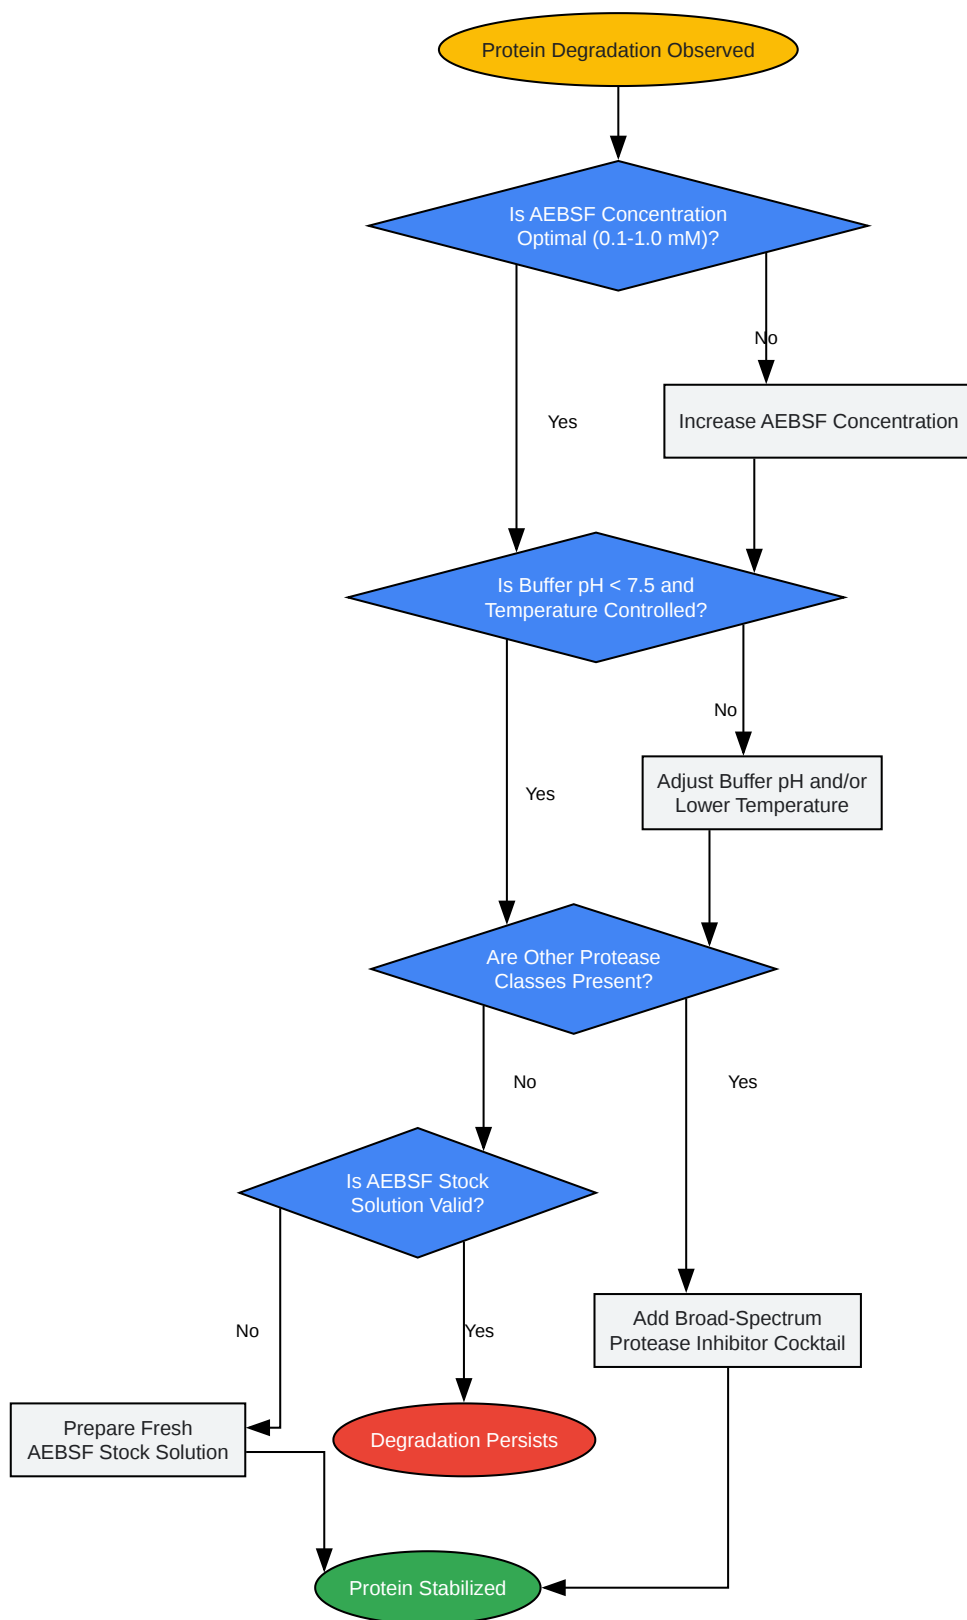 Protein Degradation Observed
Is AEBSF Concentration
Optimal (0.1-1.0 mM)?
No
Yes
Increase AEBSF Concentration
Is Buffer pH < 7.5 and
Temperature Controlled?
No
Yes
Adjust Buffer pH and/or
Lower Temperature
Are Other Protease
Classes Present?
No
Yes
Is AEBSF Stock
Solution Valid?
No
Yes
Add Broad-Spectrum
Protease Inhibitor Cocktail
Prepare Fresh
AEBSF Stock Solution
Degradation Persists
Protein Stabilized